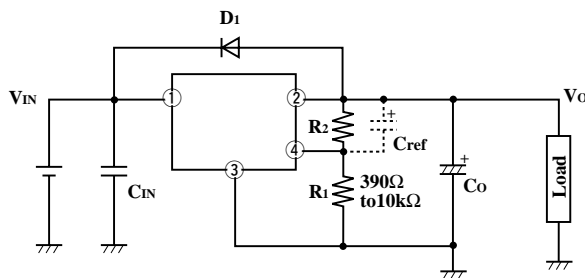 D1
VIN
1
2
VO
R2
+
Cref
4
3
CIN
R1
390Ω
to10kΩ
+
CO
Load